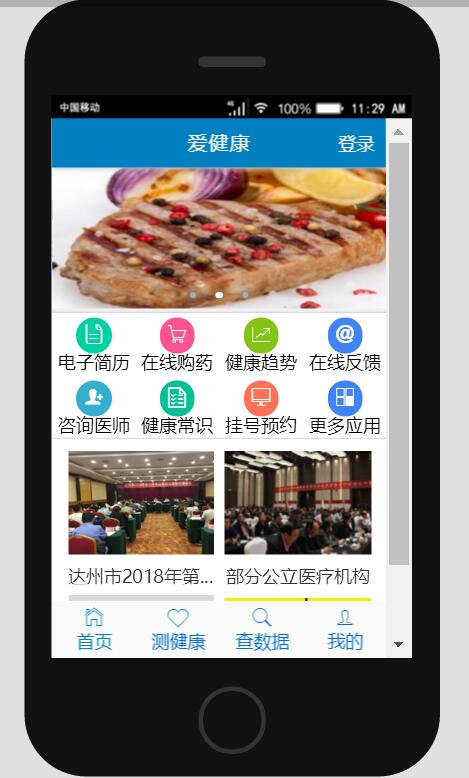 中国移动 4G 100% 11:29 AM
爱健康 登录
电子简历 在线购药 健康趋势 在线反馈
咨询医师 健康常识 挂号预约 更多应用
达州市2018年第... 部分公立医疗机构
首页 测健康 查数据 我的